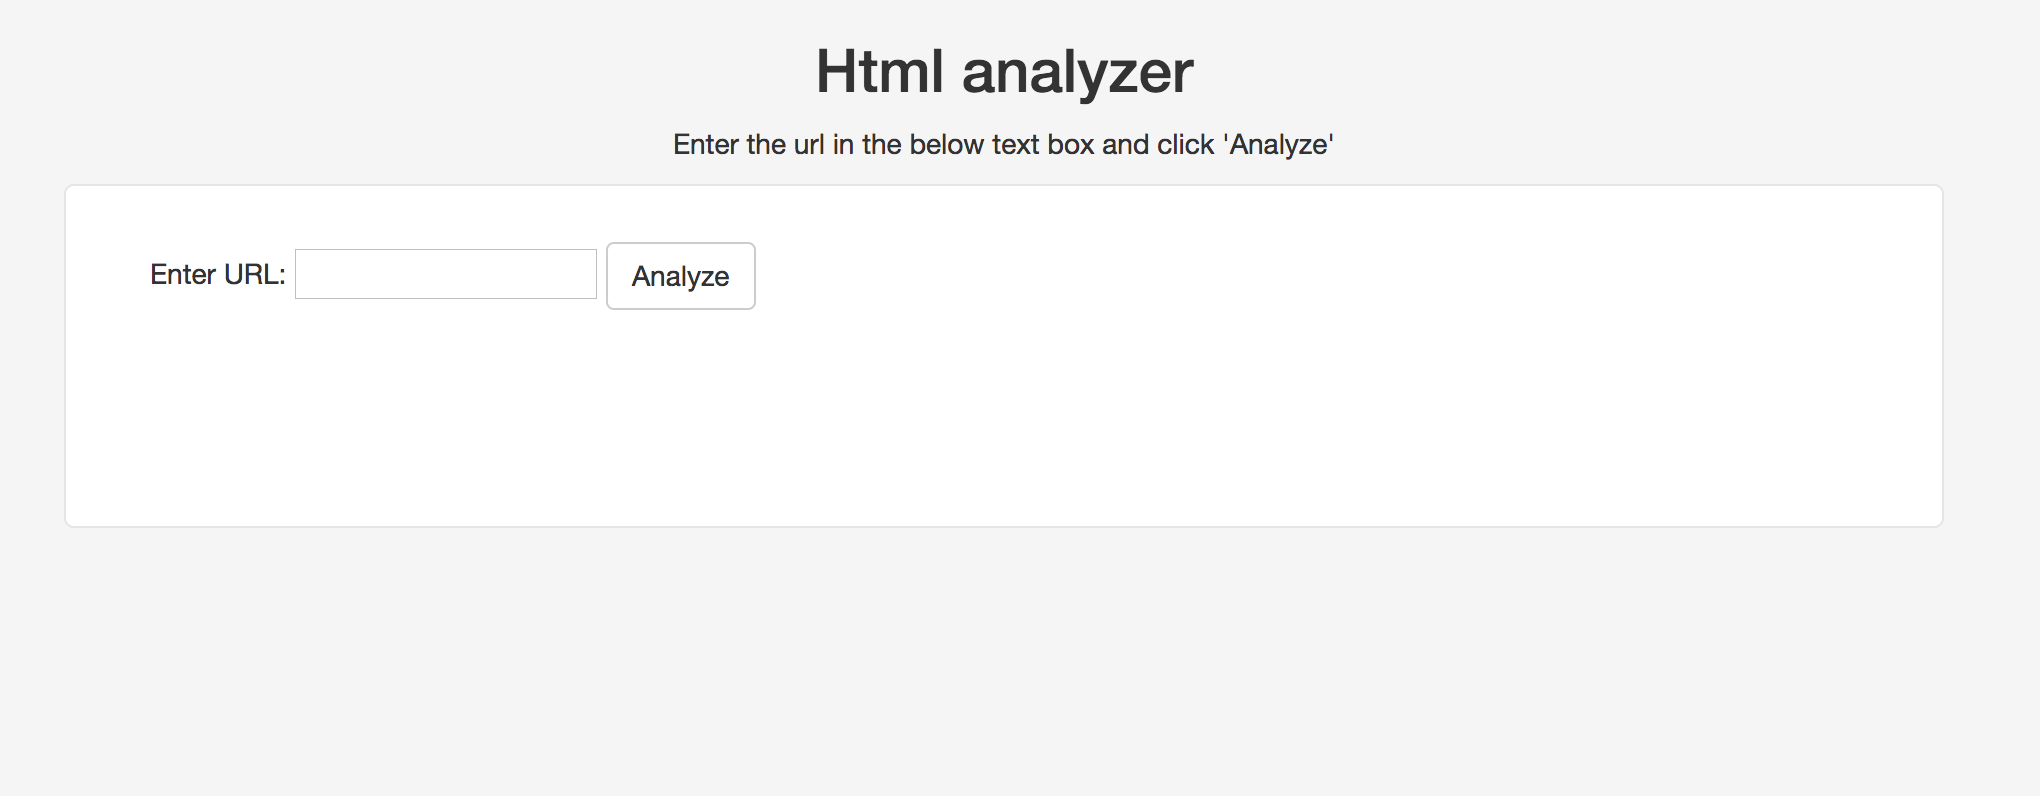 Html analyzer
Enter the url in the below text box and click 'Analyze'
Enter URL: Analyze